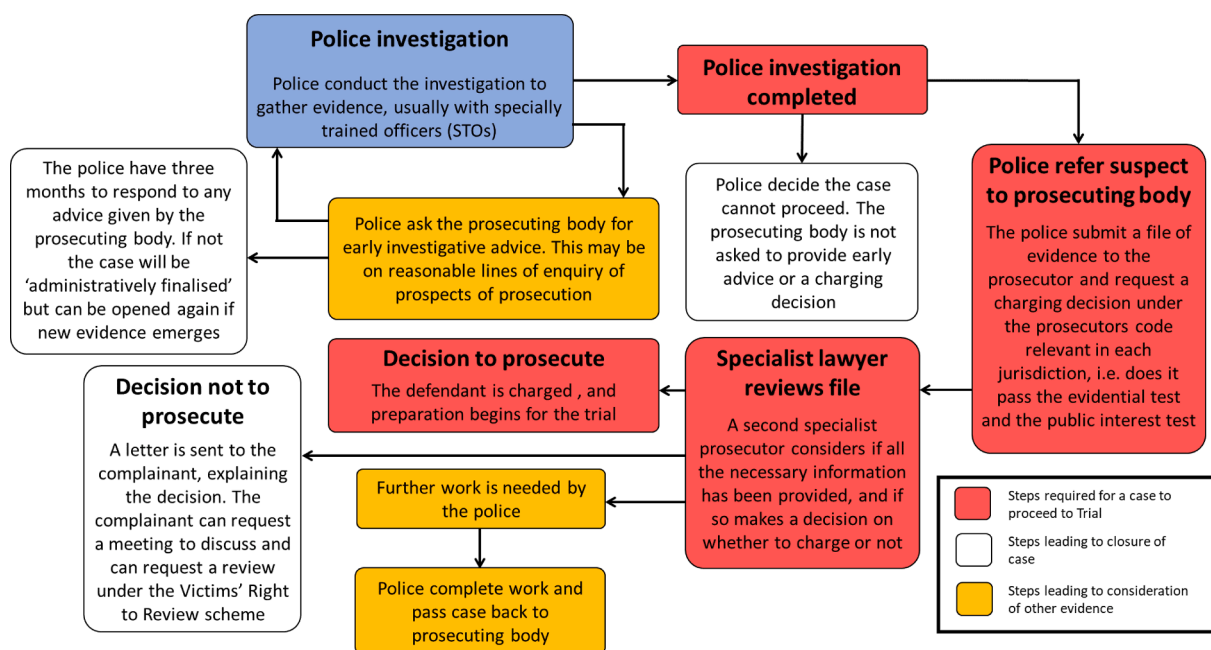 Police investigation
Police conduct the investigation to
gather evidence, usually with specially
trained officers (STOs)
Police investigation
completed
The police have three
months to respond to any
advice given by the
prosecuting body. If not
the case will be
‘administratively finalised’
but can be opened again if
new evidence emerges
Police ask the prosecuting body for
early investigative advice. This may be
on reasonable lines of enquiry of
prospects of prosecution
Police decide the case
cannot proceed. The
prosecuting body is not
asked to provide early
advice or a charging
decision
Police refer suspect
to prosecuting body
The police submit a file of
evidence to the
prosecutor and request a
charging decision under
the prosecutors code
relevant in each
jurisdiction, i.e. does it
pass the evidential test
and the public interest test
Specialist lawyer
reviews file
A second specialist
prosecutor considers if all
the necessary information
has been provided, and if
so makes a decision on
whether to charge or not
Decision to prosecute
The defendant is charged , and
preparation begins for the trial
Decision not to
prosecute
A letter is sent to the
complainant, explaining
the decision. The
complainant can request
a meeting to discuss and
can request a review
under the Victims’ Right
to Review scheme
Further work is needed by
the police
Police complete work and
pass case back to
prosecuting body
Steps required for a case to
proceed to Trial
Steps leading to closure of
case
Steps leading to consideration
of other evidence